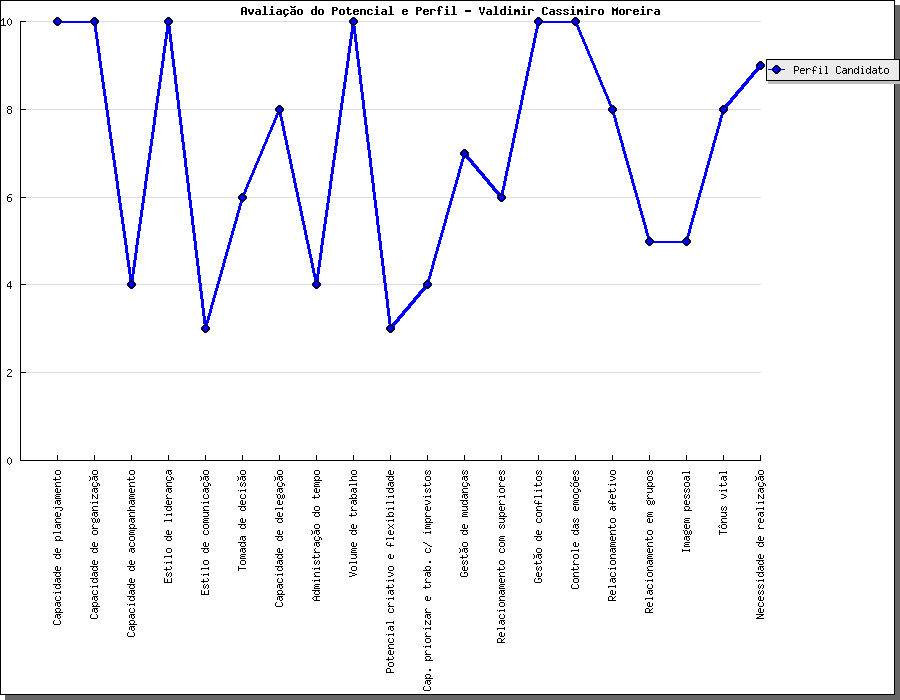 Avaliação do Potencial e Perfil - Valdimir Cassimiro Moreira
10
8
6
4
2
0
Perfil Candidato
Capacidade de planejamento
Capacidade de organização
Capacidade de acompanhamento
Estilo de liderança
Estilo de comunicação
Tomada de decisão
Capacidade de delegação
Administração do tempo
Volume de trabalho
Potencial criativo e flexibilidade
Cap. priorizar e trab. c/ imprevistos
Gestão de mudanças
Relacionamento com superiores
Gestão de conflitos
Controle das emoções
Relacionamento afetivo
Relacionamento em grupos
Imagem pessoal
Tônus vital
Necessidade de realização